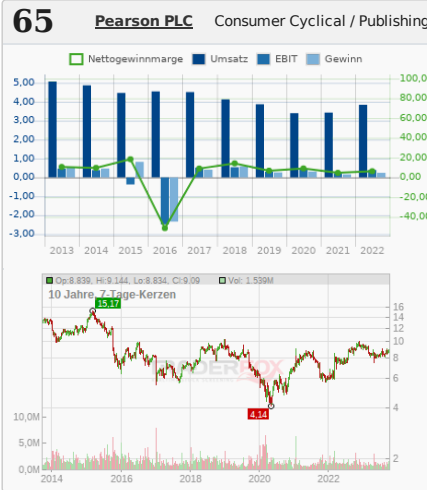 65 Pearson PLC Consumer Cyclical / Publishing
Nettogewinnmarge Umsatz EBIT Gewinn
5,00 100,0
4,00 80,00
3,00 60,00
2,00 40,00
1,00 20,00
0,00 0,00
-1,00 -20,0
-2,00 -40,0
-3,00
2013 2014 2015 2016 2017 2018 2019 2020 2021 2022
Op:8.839, Hi:9.144, Lo:8.834, Cl:9.09 Vol: 1.539M
10 Jahre, 7-Tage-Kerzen
15,17
16
14
12
10
8
6
4
4,14
10,0M
5,0M
2
0,0M
2014 2016 2018 2020 2022